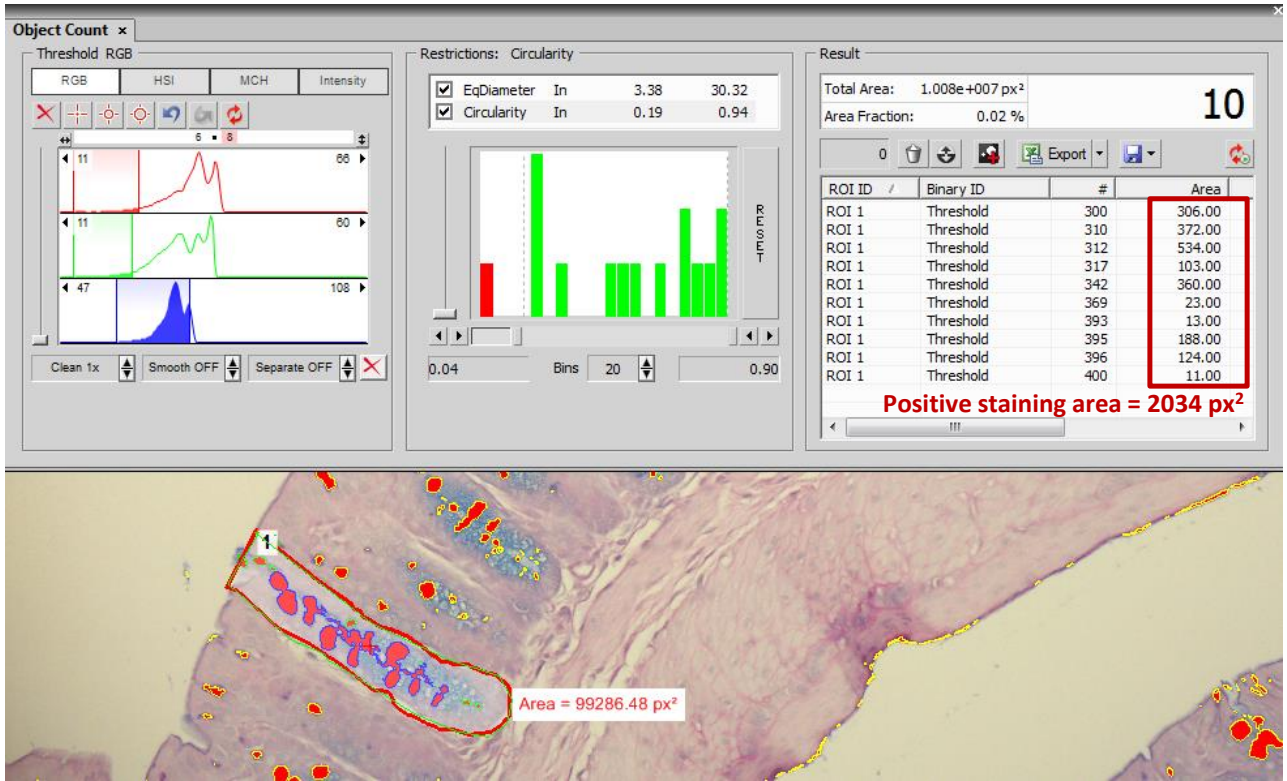 Object Count ×
Threshold RGB
RGB HSI MCH Intensity
6 8
11 66
11 60
47 108
Clean 1x Smooth OFF Separate OFF
Restrictions: Circularity
EqDiameter In 3.38 30.32
Circularity In 0.19 0.94
RESET
0.04 Bins 20 0.90
Result
Total Area: 1.008e+007 px²
Area Fraction: 0.02 %
10
0 Export
ROI ID Binary ID # Area
ROI 1 Threshold 300 306.00
ROI 1 Threshold 310 372.00
ROI 1 Threshold 312 534.00
ROI 1 Threshold 317 103.00
ROI 1 Threshold 342 360.00
ROI 1 Threshold 369 23.00
ROI 1 Threshold 393 13.00
ROI 1 Threshold 395 188.00
ROI 1 Threshold 396 124.00
ROI 1 Threshold 400 11.00
Positive staining area = 2034 px²
1
Area = 99286.48 px²